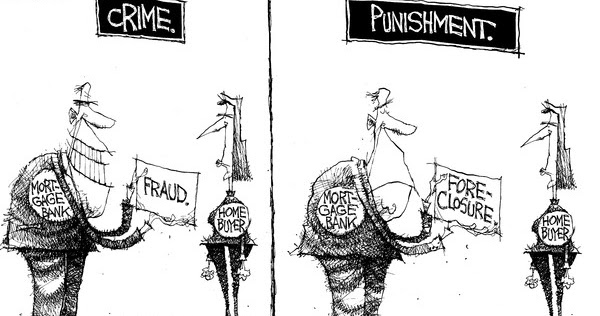 CRIME.
MORT-
GAGE
BANK
FRAUD.
HOME
BUYER
PUNISHMENT.
MORT-
GAGE
BANK
FORE-
CLOSURE.
HOME
BUYER